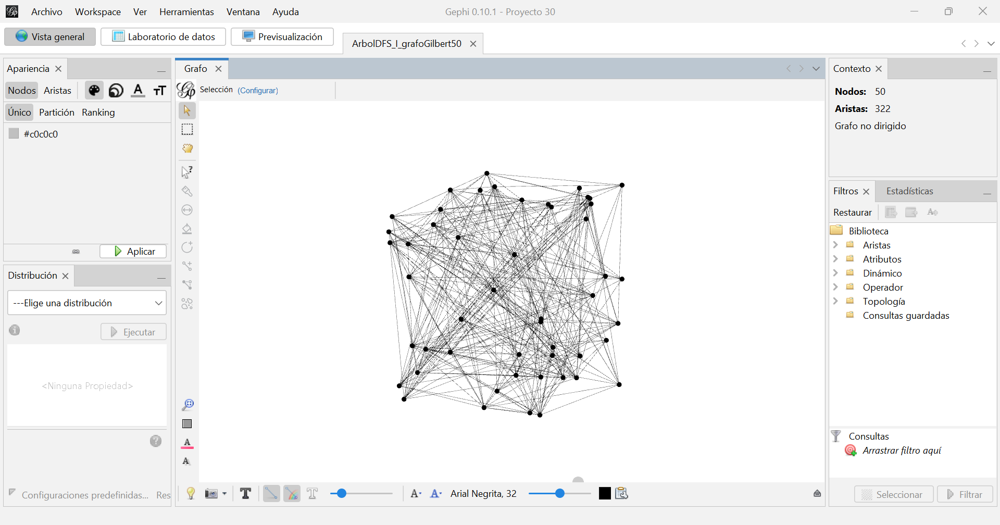 Archivo Workspace Ver Herramientas Ventana Ayuda
Gephi 0.10.1 - Proyecto 30
Vista general
Laboratorio de datos
Previsualización
ArbolDFS_I_grafoGilbert50
Apariencia
Nodos Aristas
Único Partición Ranking
#c0c0c0
Aplicar
Distribución
---Elige una distribución
Ejecutar
<Ninguna Propiedad>
Configuraciones predefinidas... Res
Grafo
Selección (Configurar)
Arial Negrita, 32
Contexto
Nodos: 50
Aristas: 322
Grafo no dirigido
Filtros Estadísticas
Restaurar
Biblioteca
Aristas
Atributos
Dinámico
Operador
Topología
Consultas guardadas
Consultas
Arrastrar filtro aquí
Seleccionar Filtrar